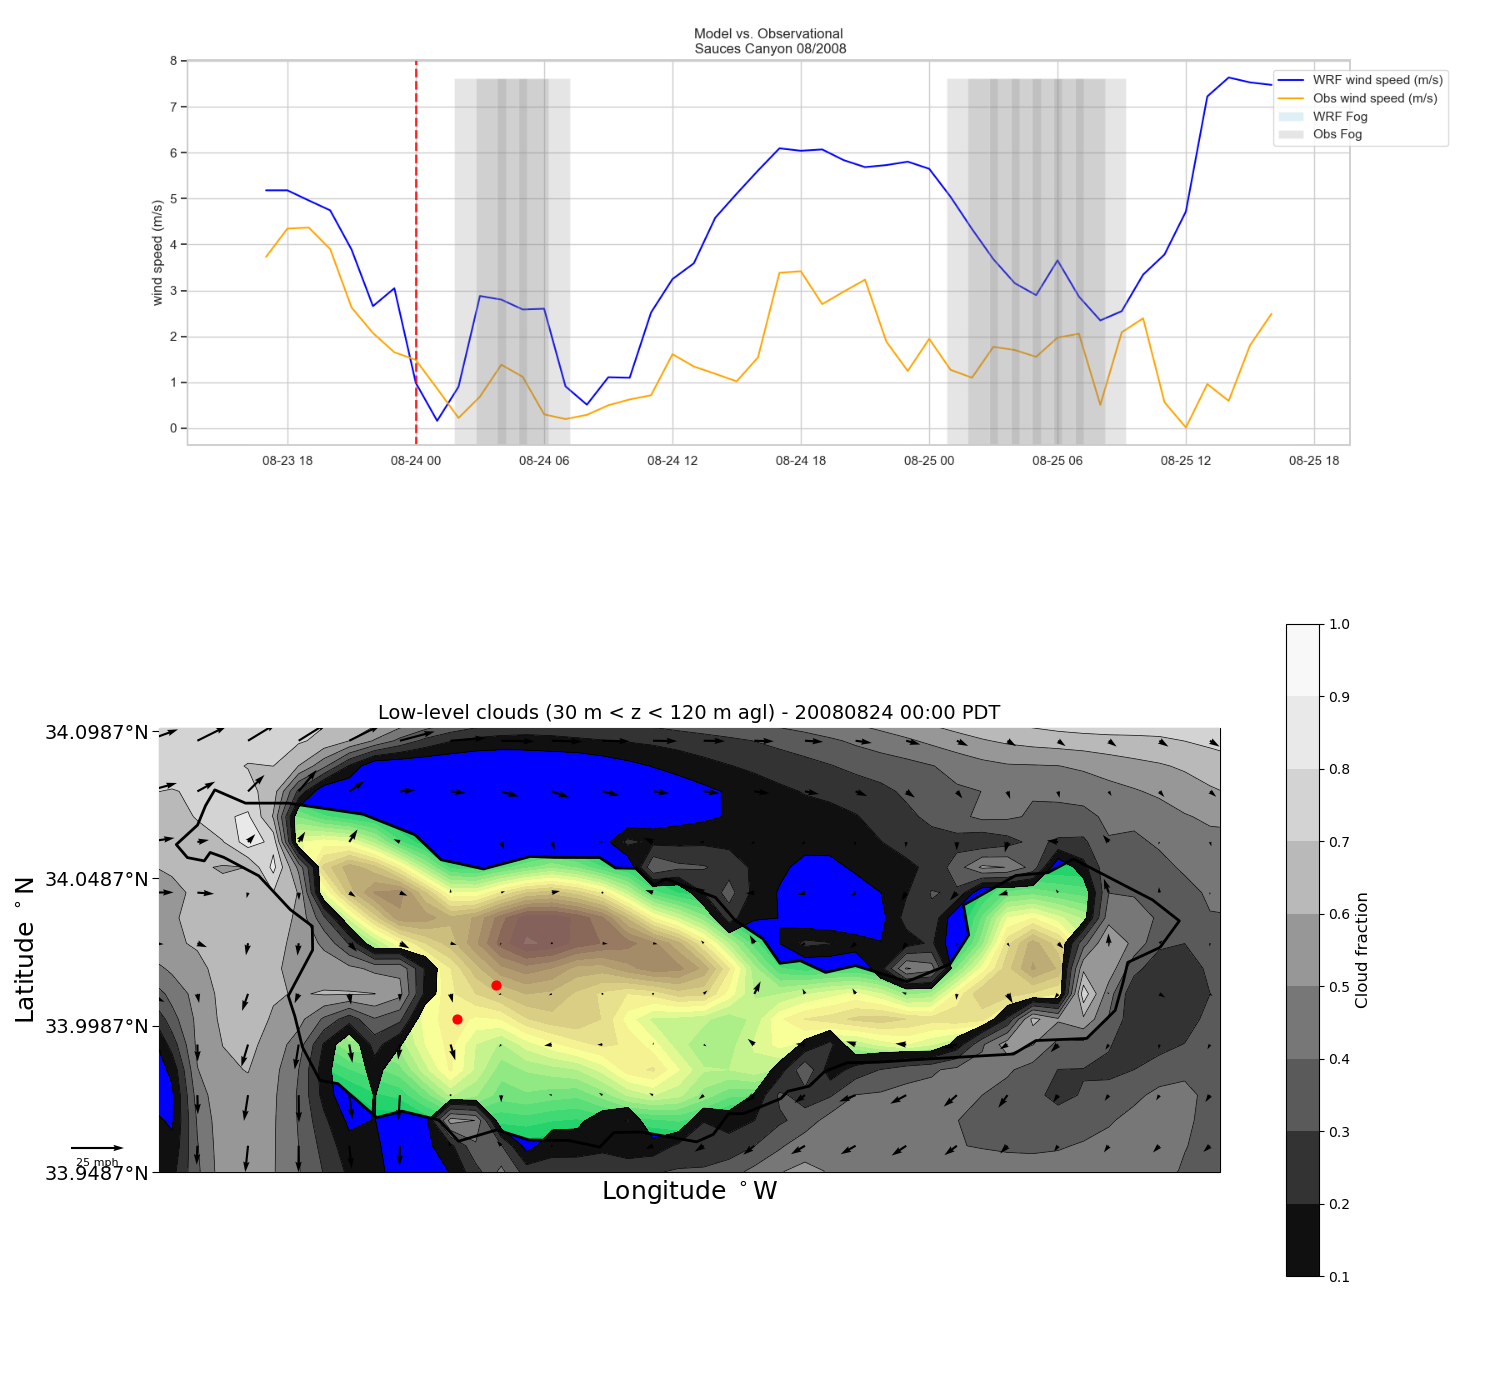 Model vs. Observational
Sauces Canyon 08/2008
wind speed (m/s)
8
7
6
5
4
3
2
1
0
WRF wind speed (m/s)
Obs wind speed (m/s)
WRF Fog
Obs Fog
08-23 18
08-24 00
08-24 06
08-24 12
08-24 18
08-25 00
08-25 06
08-25 12
08-25 18
Low-level clouds (30 m < z < 120 m agl) - 20080824 00:00 PDT
Latitude °N
34.0987°N
34.0487°N
33.9987°N
33.9487°N
25 mph
Longitude °W
1.0
0.9
0.8
0.7
0.6
0.5
0.4
0.3
0.2
0.1
Cloud fraction